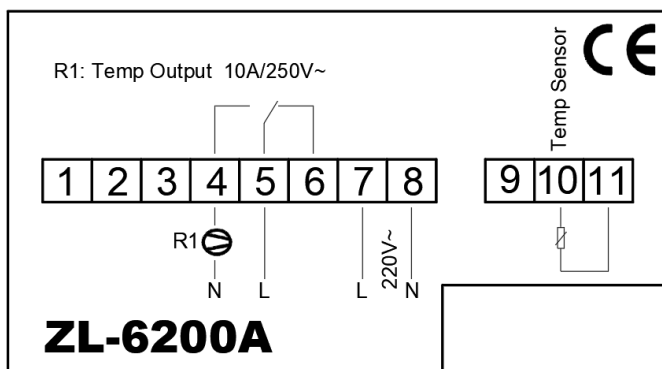 R1: Temp Output 10A/250V~
Temp Sensor
CE
1 2 3 4 5 6 7 8
9 10 11
R1
220V~
N L L N
ZL-6200A